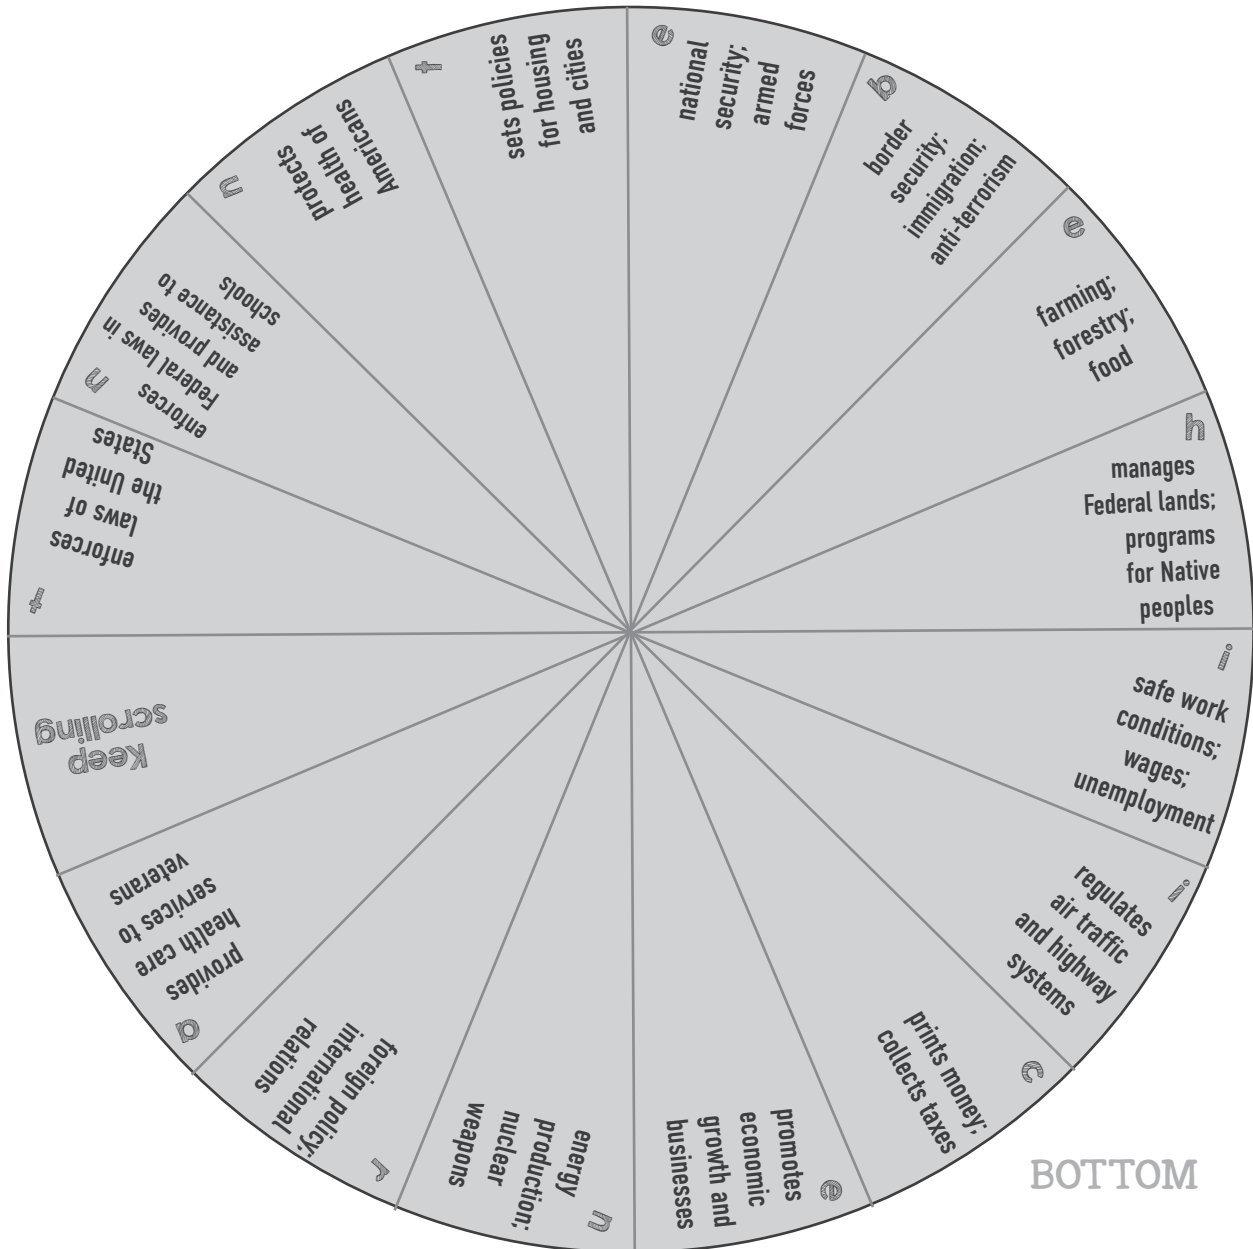 e
national
security;
armed
forces
b
border
security;
immigration;
anti-terrorism
e
farming;
forestry;
food
h
manages
Federal lands;
programs
for Native
peoples
i
safe work
conditions;
wages;
unemployment
i
regulates
air traffic
and highway
systems
c
prints money;
collects taxes
e
promotes
economic
growth and
businesses
n
energy
production;
nuclear
weapons
r
foreign policy;
international
relations
a
provides
health care
services to
veterans
Keep
scrolling
t
enforces
laws of
the United
States
n
enforces
Federal laws in
and provides
assistance to
schools
n
protects
health of
Americans
t
sets policies
for housing
and cities
BOTTOM